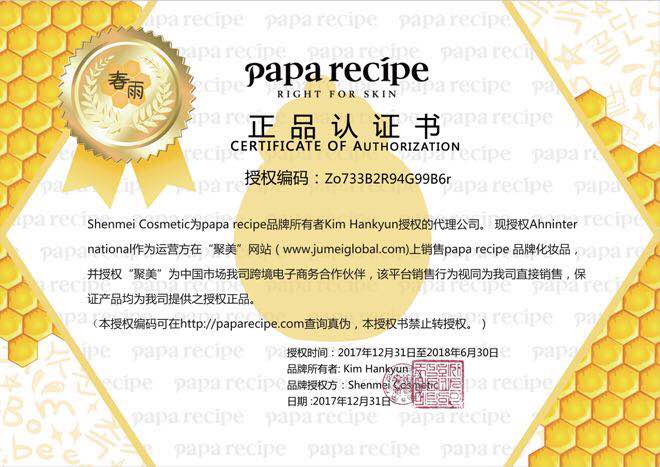 春雨
papa recipe
RIGHT FOR SKIN
正品认证书
CERTIFICATE OF AUTHORIZATION
授权编码：Zo733B2R94G99B6r
Shenmei Cosmetic为papa recipe品牌所有者Kim Hankyun授权的代理公司。 现授权Ahninter
national作为运营方在“聚美”网站（www.jumeiglobal.com)上销售papa recipe 品牌化妆品，
并授权“聚美”为中国市场我司跨境电子商务合作伙伴，该平台销售行为视同为我司直接销售，保
证产品均为我司提供之授权正品。
（本授权编码可在http://paparecipe.com查询真伪，本授权书禁止转授权。）
授权时间：2017年12月31日至2018年6月30日
品牌所有者: Kim Hankyun
品牌授权方：Shenmei Cosmetic
日期 :2017年12月31日
Bom
bee